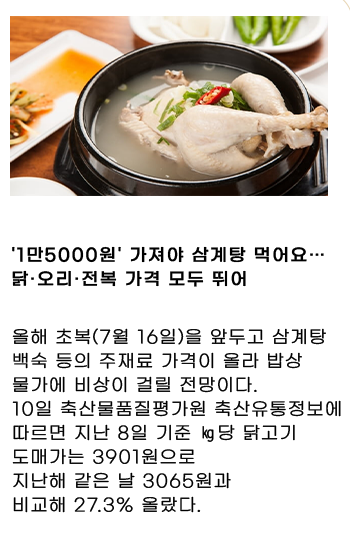 '1만5000원' 가져야 삼계탕 먹어요…
닭·오리·전복 가격 모두 뛰어
올해 초복(7월 16일)을 앞두고 삼계탕
백숙 등의 주재료 가격이 올라 밥상
물가에 비상이 걸릴 전망이다.
10일 축산물품질평가원 축산유통정보에
따르면 지난 8일 기준 ㎏당 닭고기
도매가는 3901원으로
지난해 같은 날 3065원과
비교해 27.3% 올랐다.